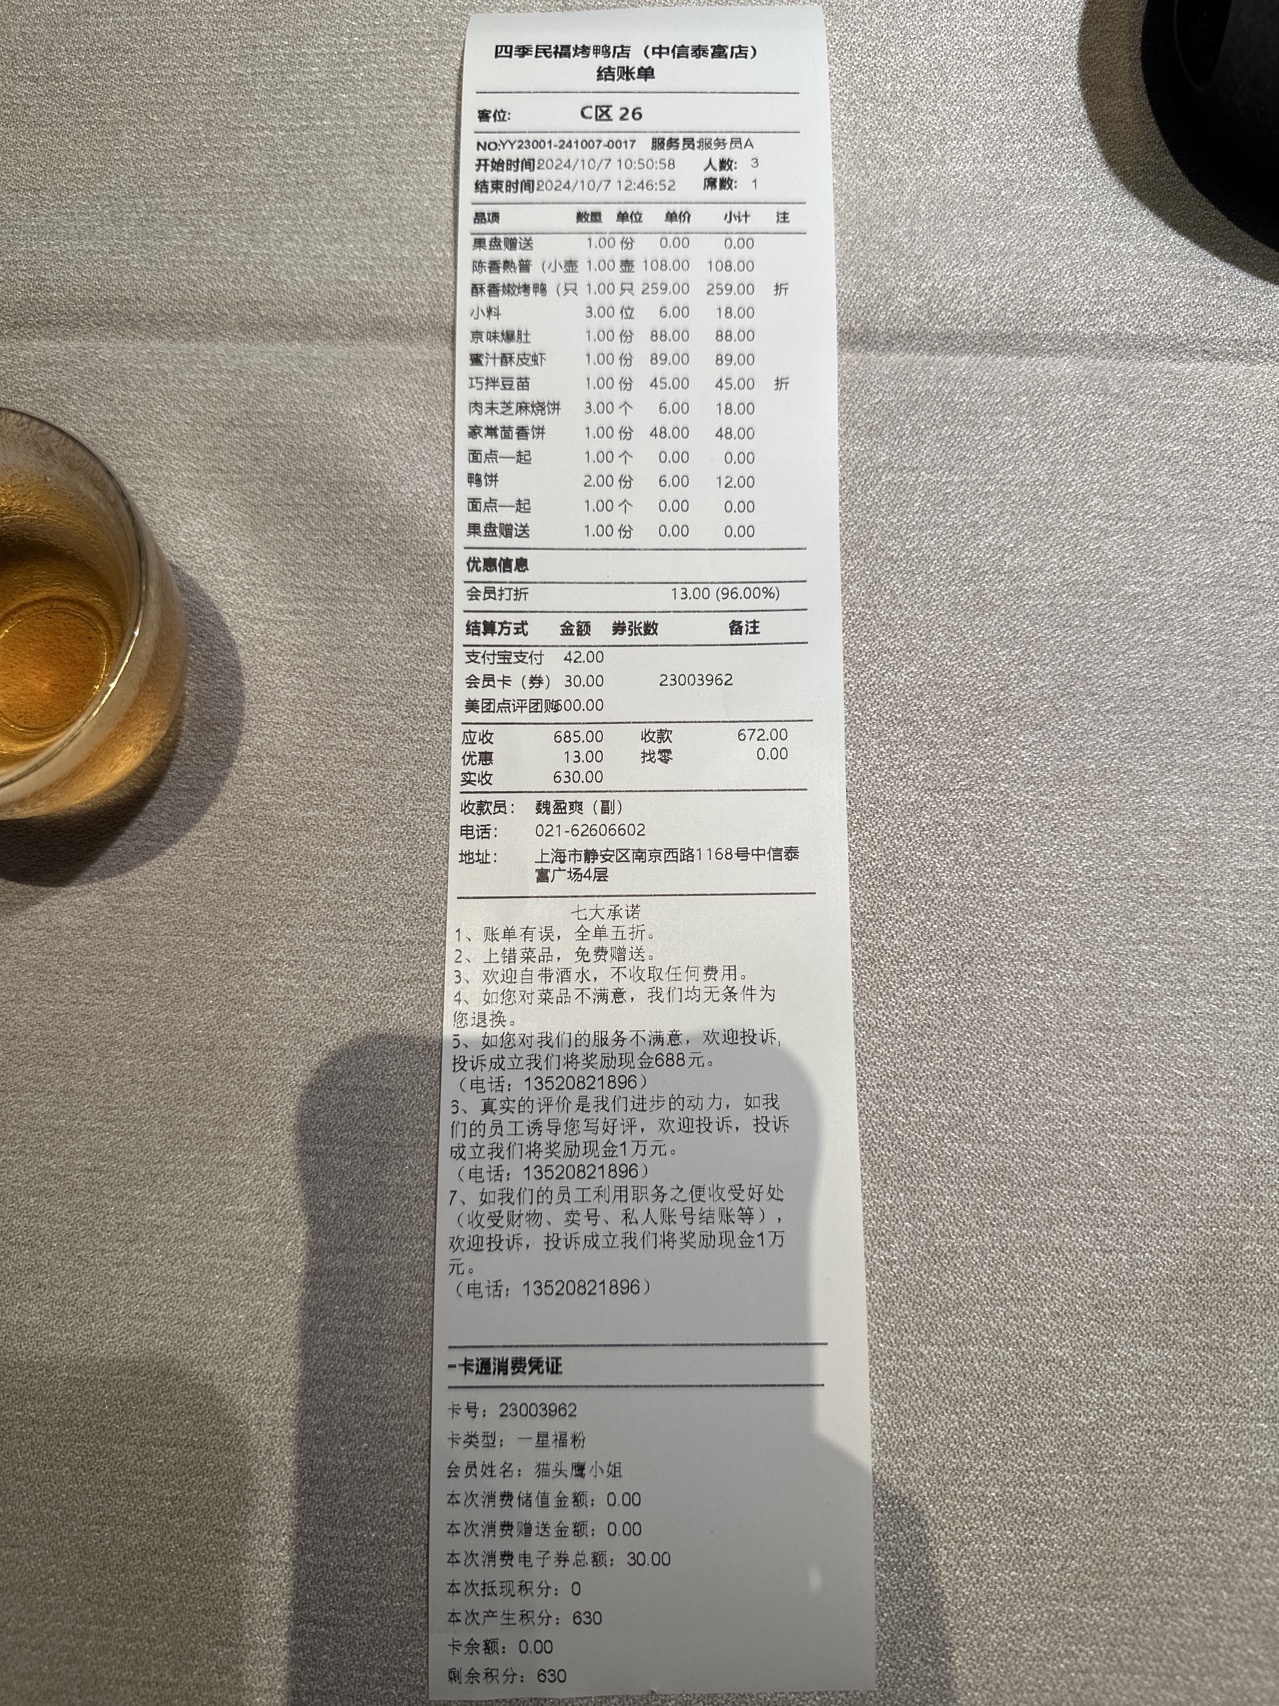 四季民福烤鸭店（中信泰富店）
结账单
客位: C区 26
NO:YY23001-241007-0017 服务员:服务员A
开始时间 2024/10/7 10:50:58 人数: 3
结束时间 2024/10/7 12:46:52 席数: 1
品项 数量 单位 单价 小计 注
果盘赠送 1.00 份 0.00 0.00
陈香熟普（小壶 1.00 壶 108.00 108.00
酥香嫩烤鸭（只 1.00 只 259.00 259.00 折
小料 3.00 位 6.00 18.00
京味爆肚 1.00 份 88.00 88.00
蜜汁酥皮虾 1.00 份 89.00 89.00
巧拌豆苗 1.00 份 45.00 45.00 折
肉末芝麻烧饼 3.00 个 6.00 18.00
家常茴香饼 1.00 份 48.00 48.00
面点一起 1.00 个 0.00 0.00
鸭饼 2.00 份 6.00 12.00
面点一起 1.00 个 0.00 0.00
果盘赠送 1.00 份 0.00 0.00
优惠信息
会员打折 13.00 (96.00%)
结算方式 金额 券张数 备注
支付宝支付 42.00
会员卡（券） 30.00 23003962
美团点评团购600.00
应收 685.00 收款 672.00
优惠 13.00 找零 0.00
实收 630.00
收款员： 魏盈爽（副）
电话： 021-62606602
地址： 上海市静安区南京西路1168号中信泰
富广场4层
七大承诺
1、账单有误，全单五折。
2、上错菜品，免费赠送。
3、欢迎自带酒水，不收取任何费用。
4、如您对菜品不满意，我们均无条件为
您退换。
5、如您对我们的服务不满意，欢迎投诉,
投诉成立我们将奖励现金688元。
（电话：13520821896）
6、真实的评价是我们进步的动力，如我
们的员工诱导您写好评，欢迎投诉，投诉
成立我们将奖励现金1万元。
（电话：13520821896）
7、如我们的员工利用职务之便收受好处
（收受财物、卖号、私人账号结账等），
欢迎投诉，投诉成立我们将奖励现金1万
元。
（电话：13520821896）
一卡通消费凭证
卡号：23003962
卡类型：一星福粉
会员姓名：猫头鹰小姐
本次消费储值金额：0.00
本次消费赠送金额：0.00
本次消费电子券总额：30.00
本次抵现积分：0
本次产生积分：630
卡余额：0.00
剩余积分：630